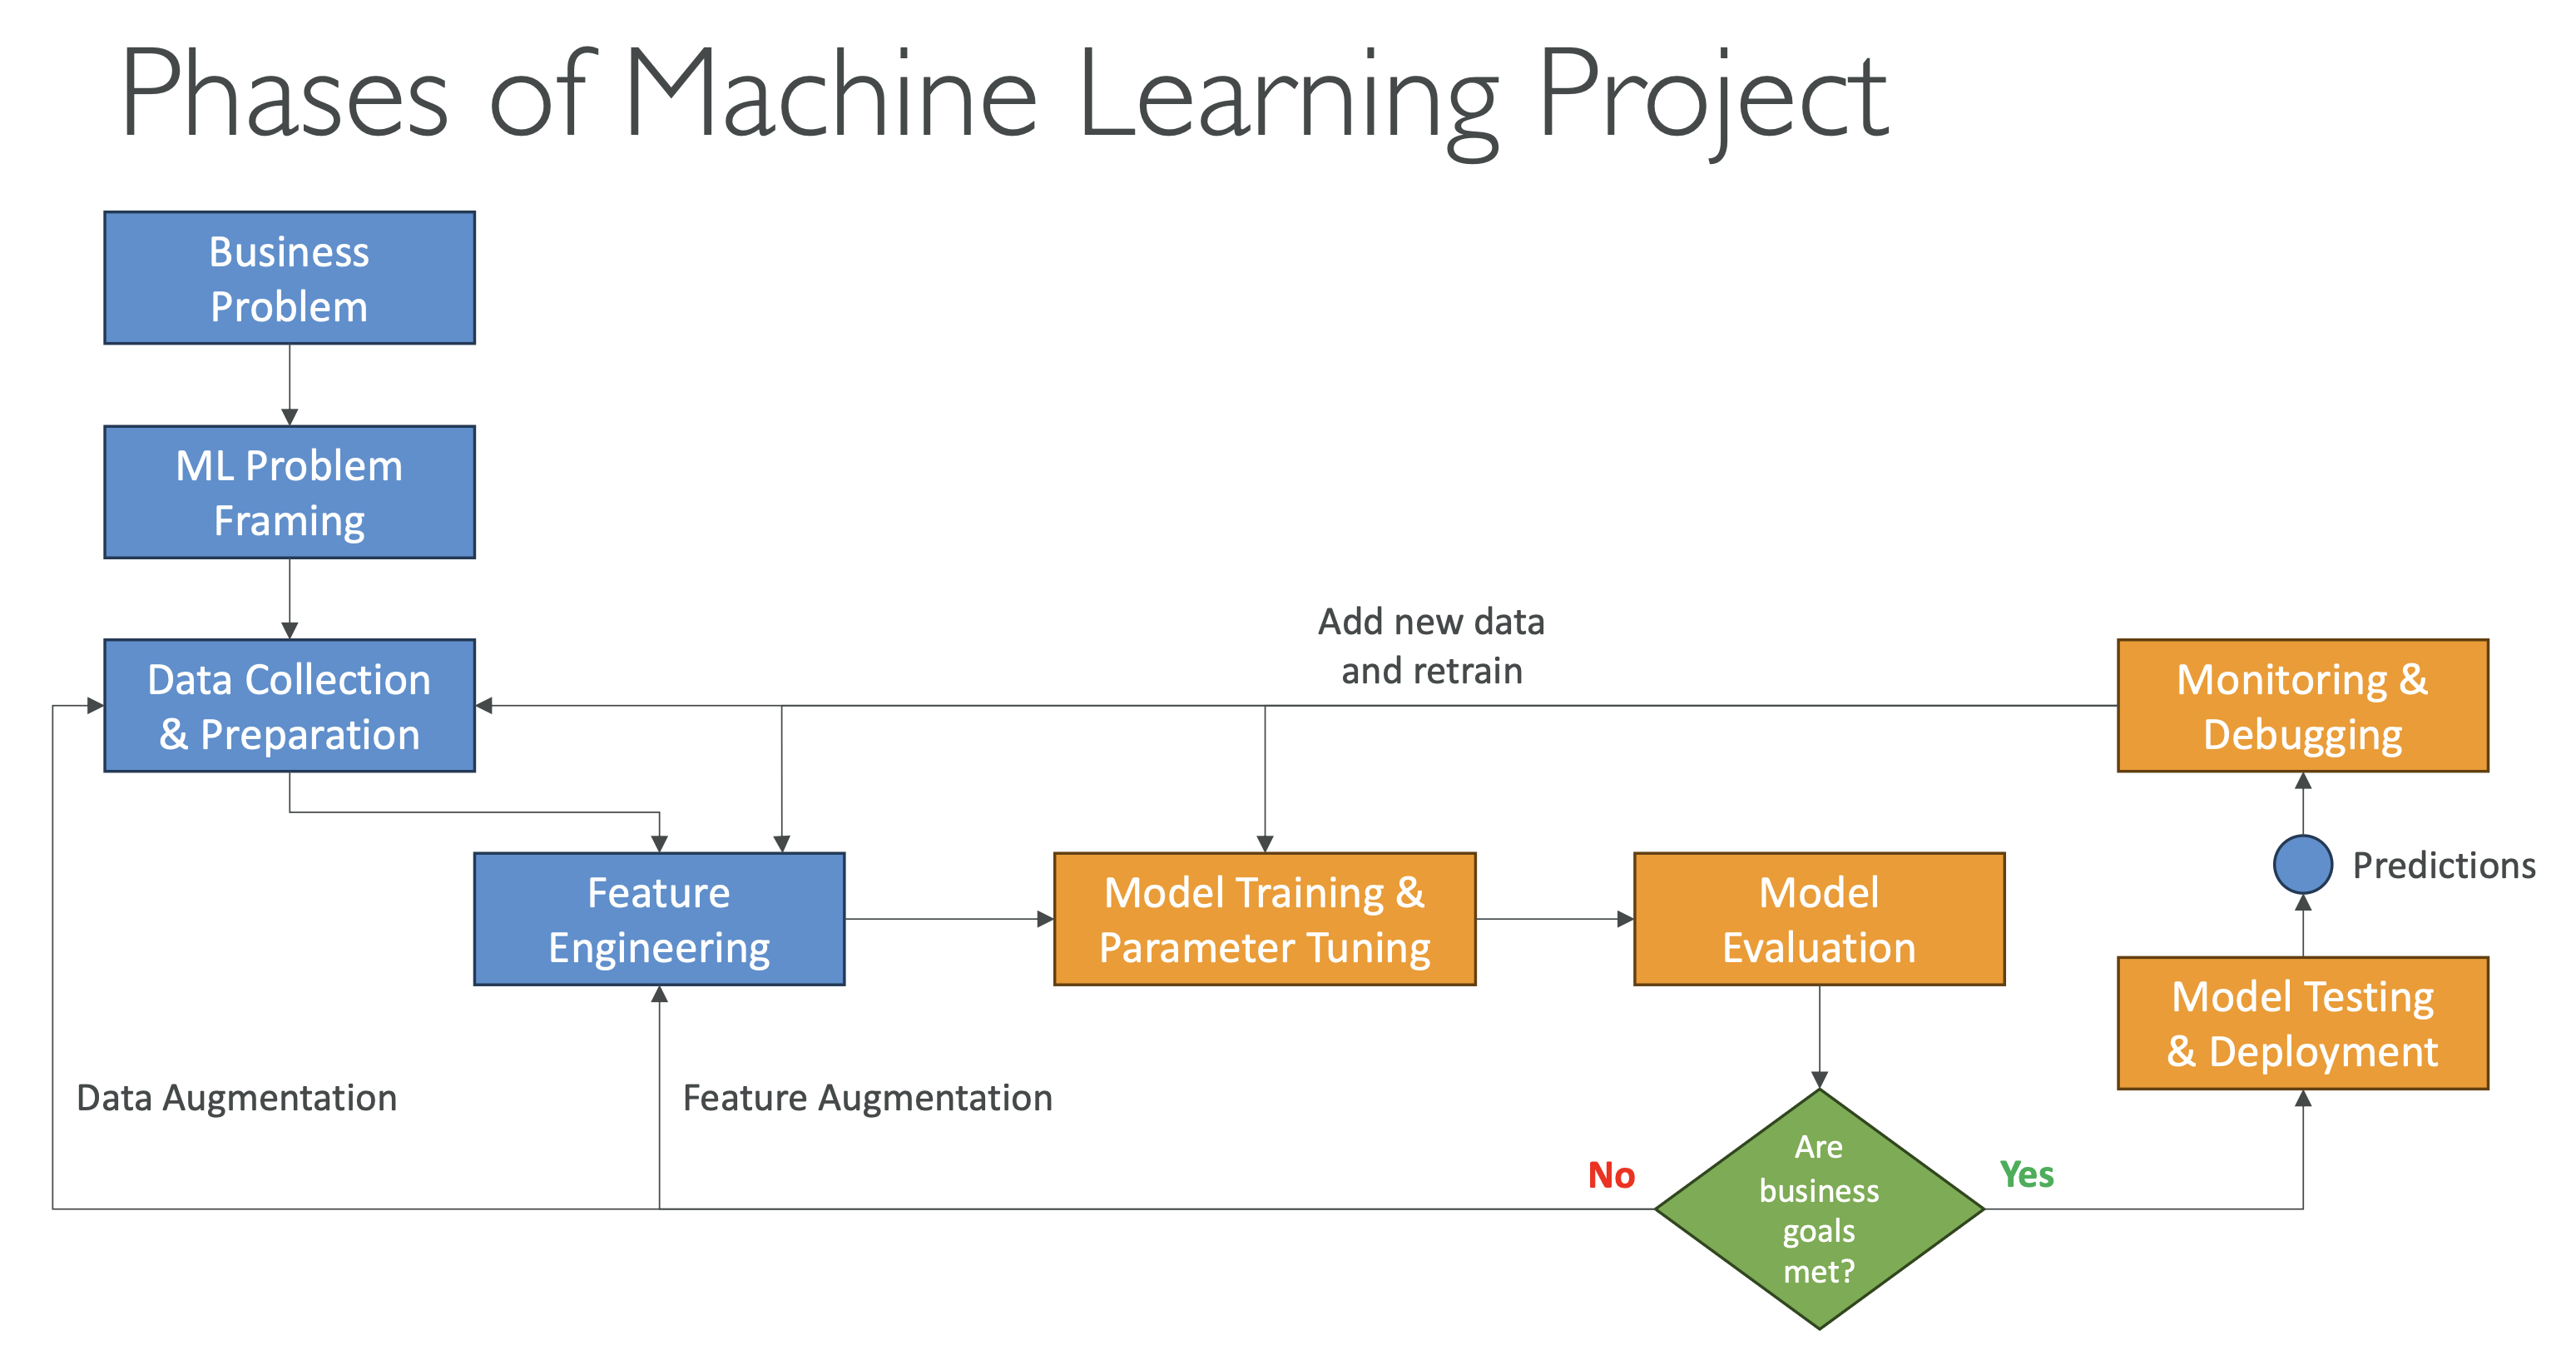 Phases of Machine Learning Project
Business
Problem
ML Problem
Framing
Data Collection
& Preparation
Add new data
and retrain
Monitoring &
Debugging
Predictions
Feature
Engineering
Model Training &
Parameter Tuning
Model
Evaluation
Model Testing
& Deployment
Data Augmentation
Feature Augmentation
No
Are
business
goals
met?
Yes